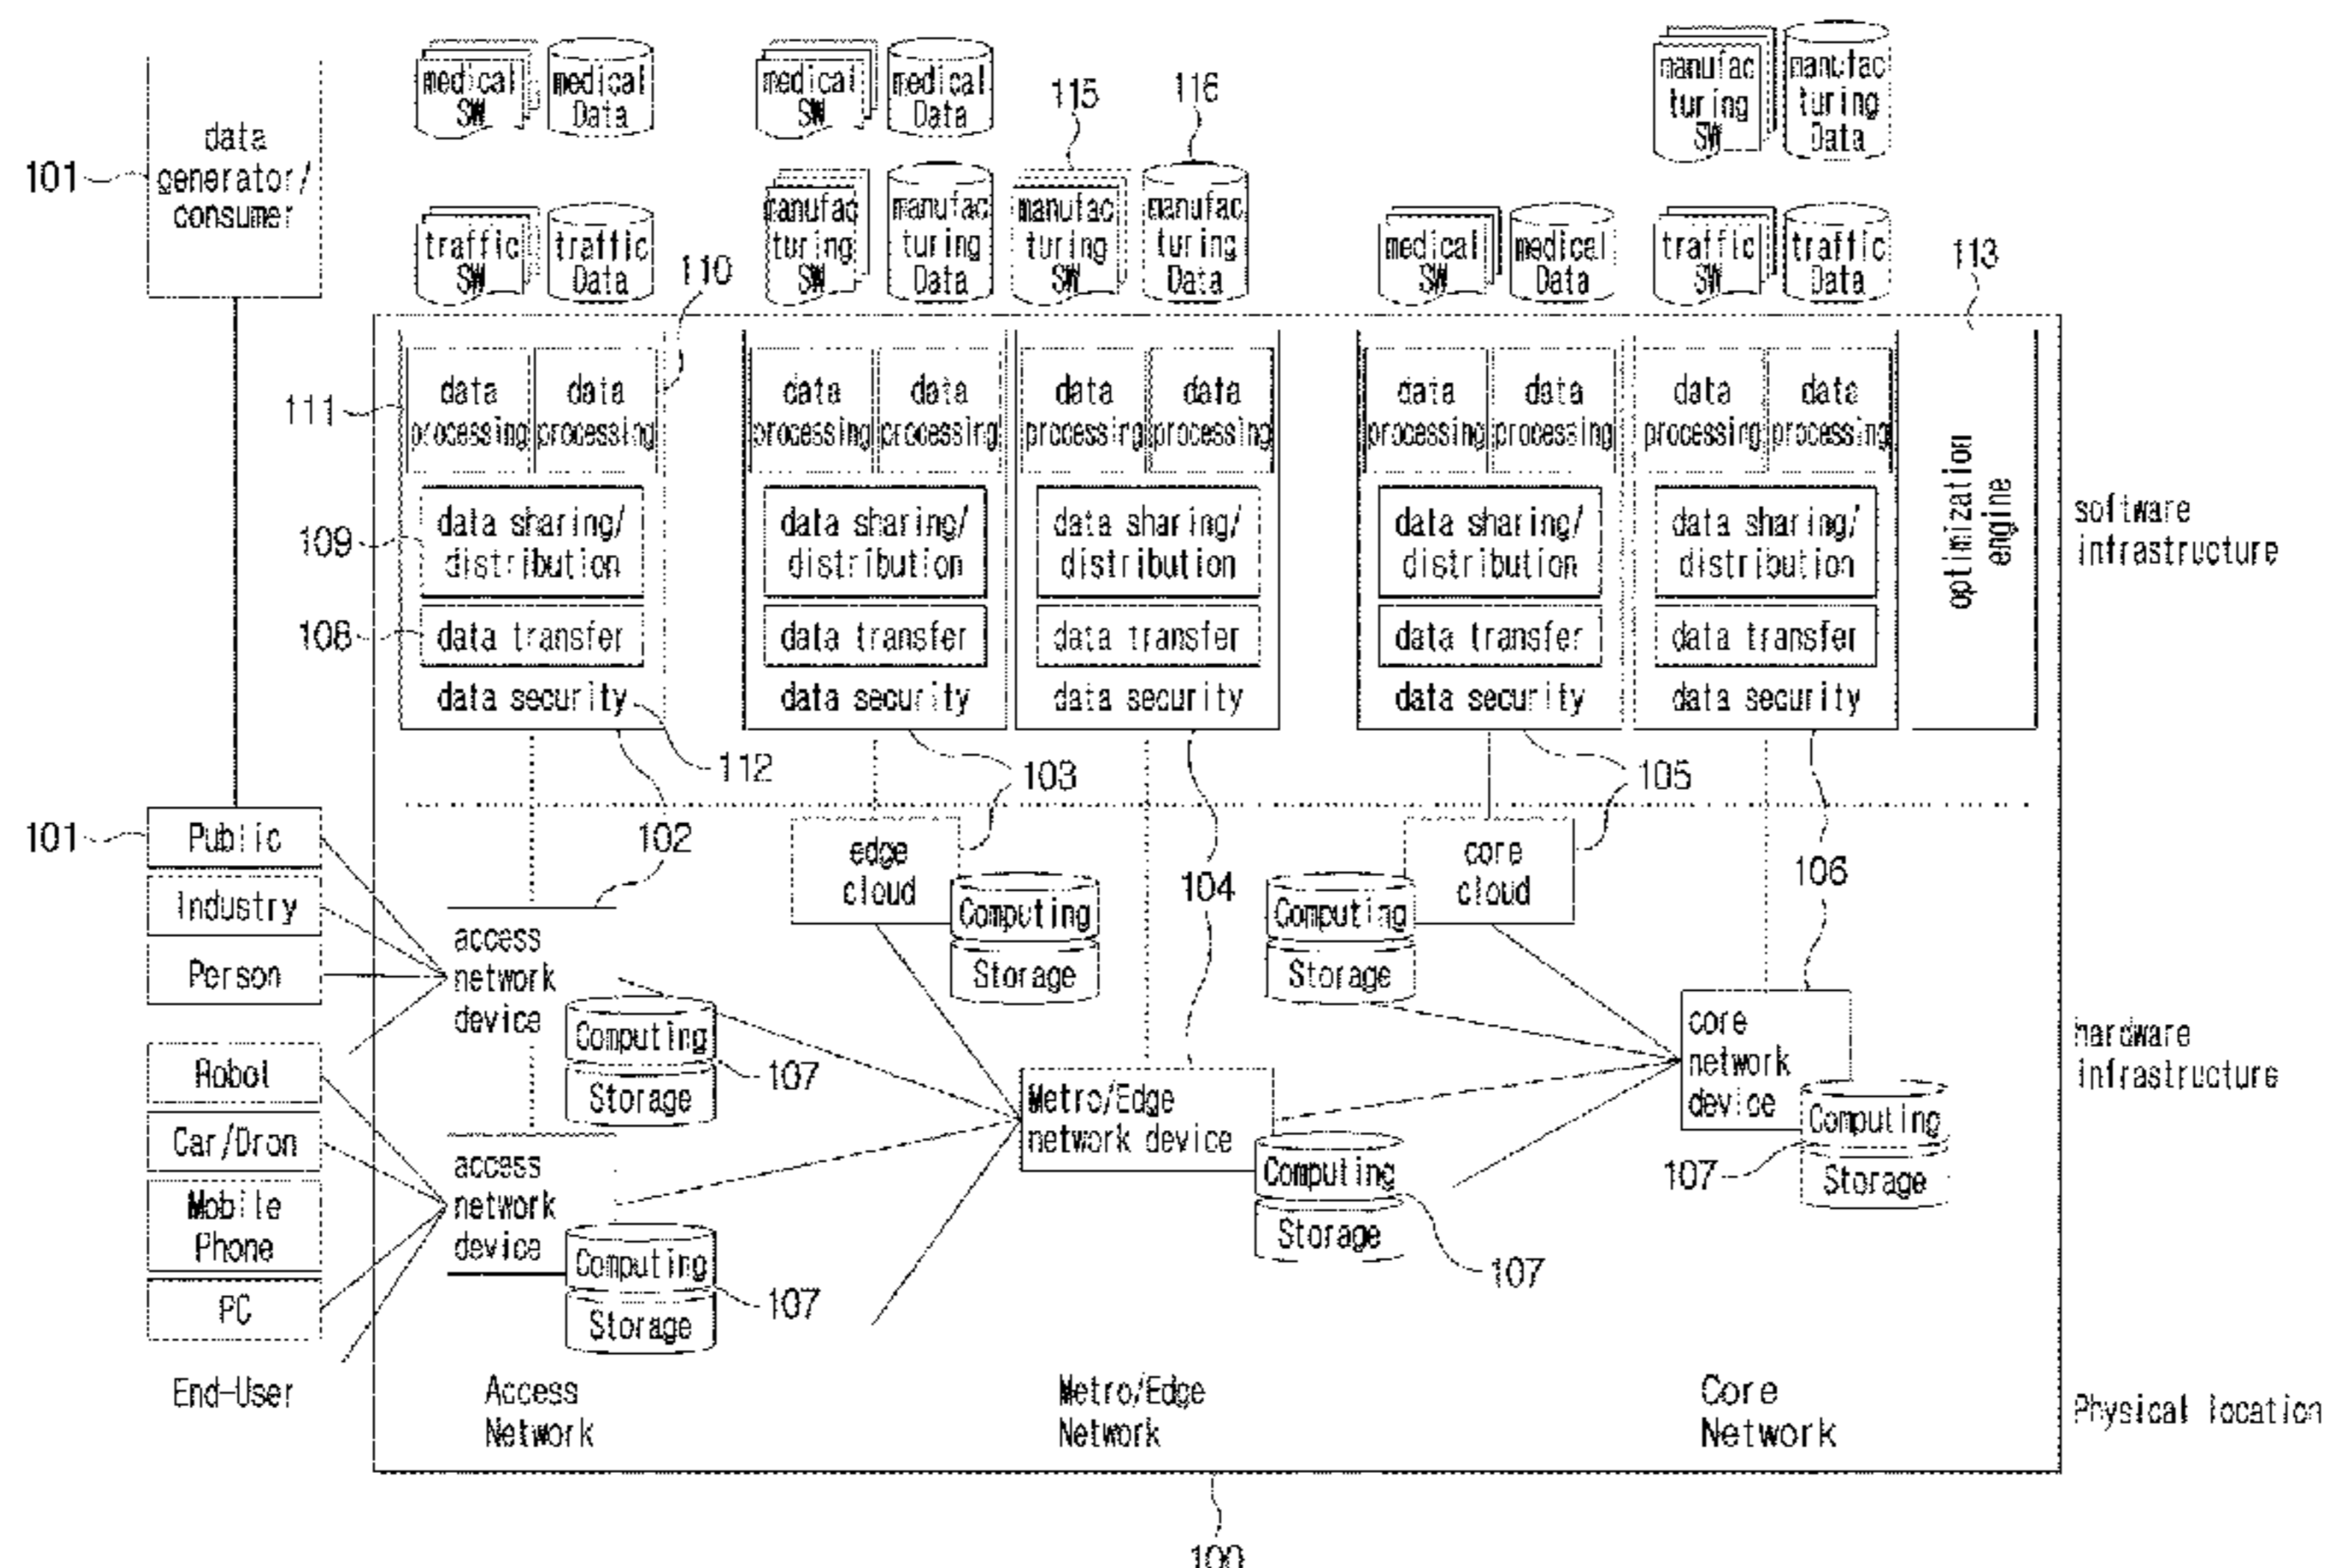 medical
SW
medical
Data
medical
SW
medical
Data
115
116
manufac
turing
SW
manufac
turing
Data
data
generator/
consumer
101
traffic
SW
traffic
Data
110
manufac
turing
SW
manufac
turing
Data
manufac
turing
SW
manufac
turing
Data
medical
SW
medical
Data
traffic
SW
traffic
Data
113
111
data
processing
data
processing
data
processing
data
processing
data
processing
data
processing
data
processing
data
processing
data
processing
data
processing
optimization
engine
109
data sharing/
distribution
data sharing/
distribution
data sharing/
distribution
data sharing/
distribution
data sharing/
distribution
software
infrastructure
108
data transfer
data transfer
data transfer
data transfer
data transfer
data security
data security
data security
data security
data security
112
103
105
101
Public
Industry
Person
Robot
Car/Dron
Mobile
Phone
PC
102
access
network
device
Computing
Storage
107
access
network
device
Computing
Storage
107
edge
cloud
Computing
Storage
104
Metro/Edge
network device
Computing
Storage
107
core
cloud
Computing
Storage
106
core
network
device
Computing
Storage
107
hardware
infrastructure
End-User
Access
Network
Metro/Edge
Network
Core
Network
Physical location
100